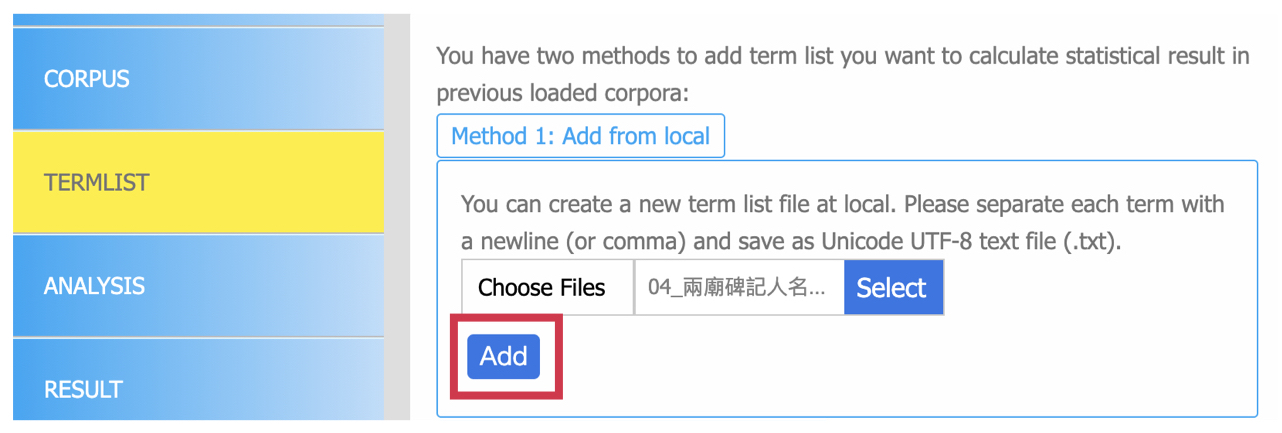 CORPUS
TERMLIST
ANALYSIS
RESULT
You have two methods to add term list you want to calculate statistical result in
previous loaded corpora:
Method 1: Add from local
You can create a new term list file at local. Please separate each term with
a newline (or comma) and save as Unicode UTF-8 text file (.txt).
Choose Files 04_兩廟碑記人名... Select
Add